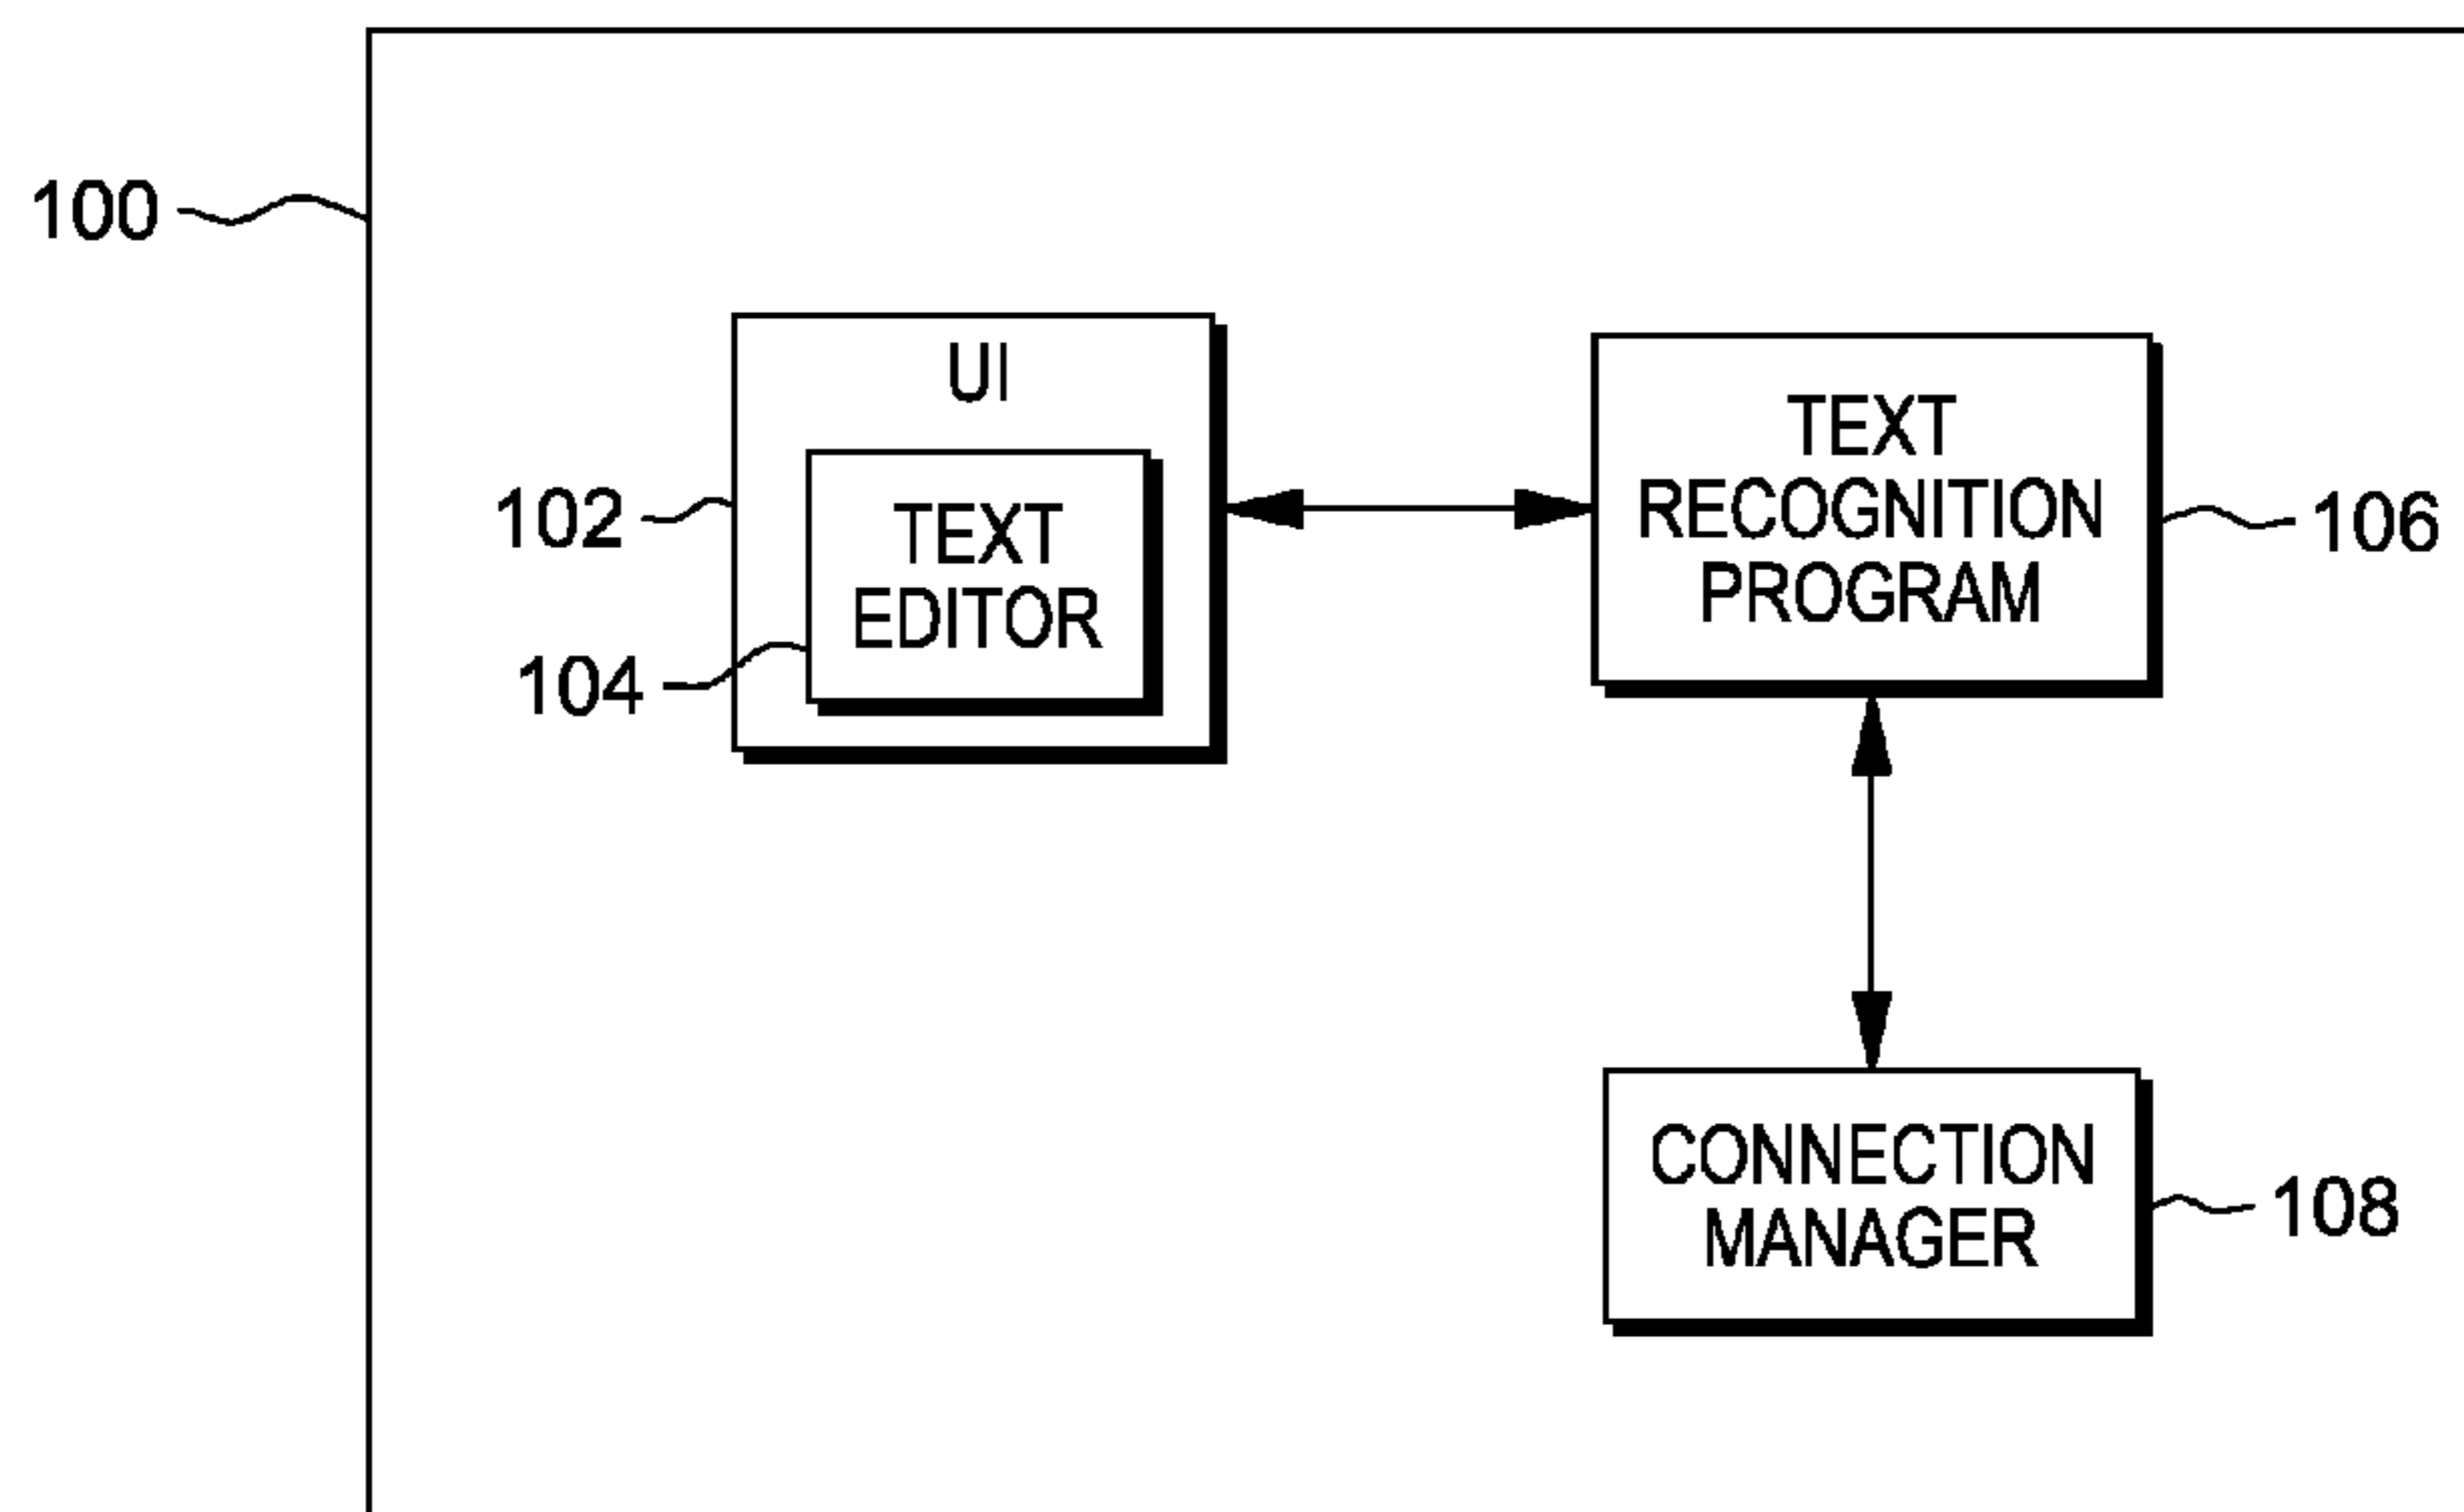 100
UI
102
TEXT
EDITOR
104
TEXT
RECOGNITION
PROGRAM
106
CONNECTION
MANAGER
108